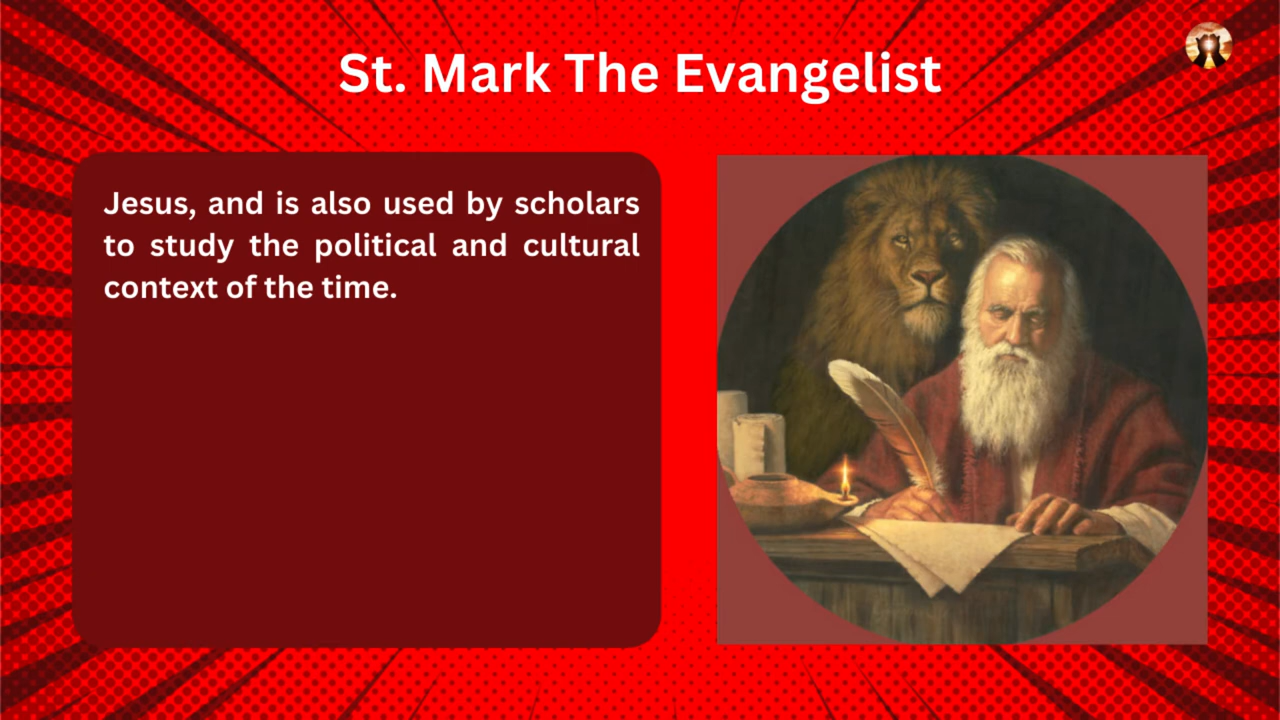 St. Mark The Evangelist
Jesus, and is also used by scholars
to study the political and cultural
context of the time.